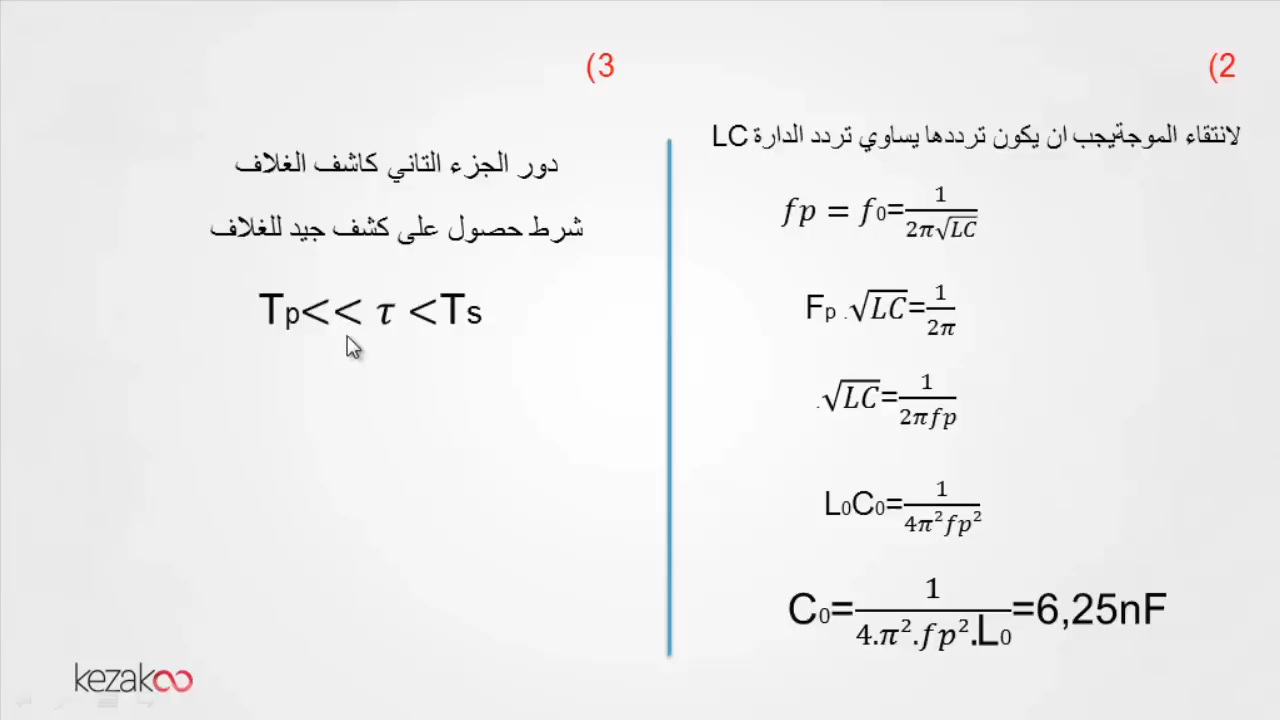 2)
لانتقاء الموجةيجب ان يكون ترددها يساوي تردد الدارة LC
fp = f0=1/(2π√LC)
Fp .√LC=1/(2π)
.√LC=1/(2πfp)
L0C0=1/(4π²fp²)
C0=1/(4.π².fp².L0)=6,25nF
3)
دور الجزء التاني كاشف الغلاف
شرط حصول على كشف جيد للغلاف
Tp<< τ <Ts
kezakoo